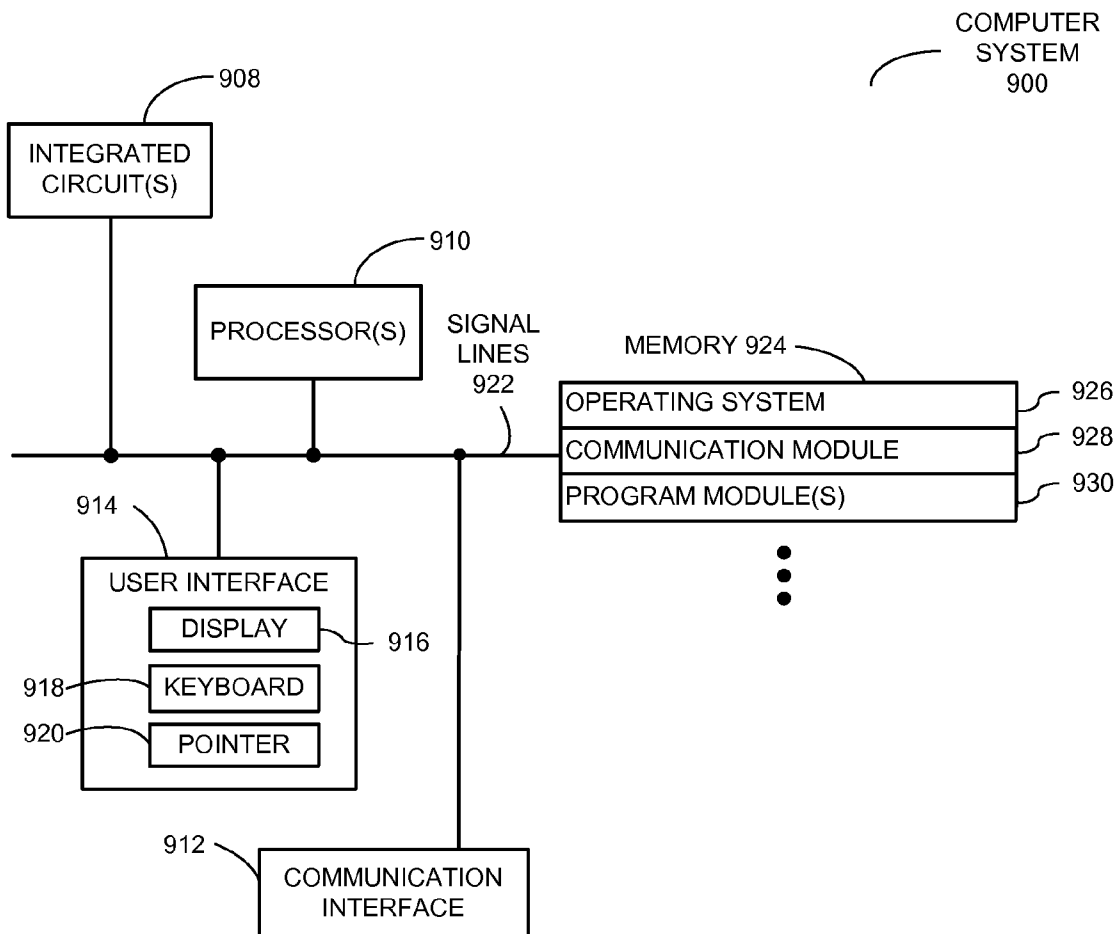 COMPUTER
SYSTEM
900
908
INTEGRATED
CIRCUIT(S)
910
PROCESSOR(S)
SIGNAL
LINES
922
MEMORY 924
OPERATING SYSTEM
926
COMMUNICATION MODULE
928
PROGRAM MODULE(S)
930
914
USER INTERFACE
DISPLAY
916
918
KEYBOARD
920
POINTER
912
COMMUNICATION
INTERFACE